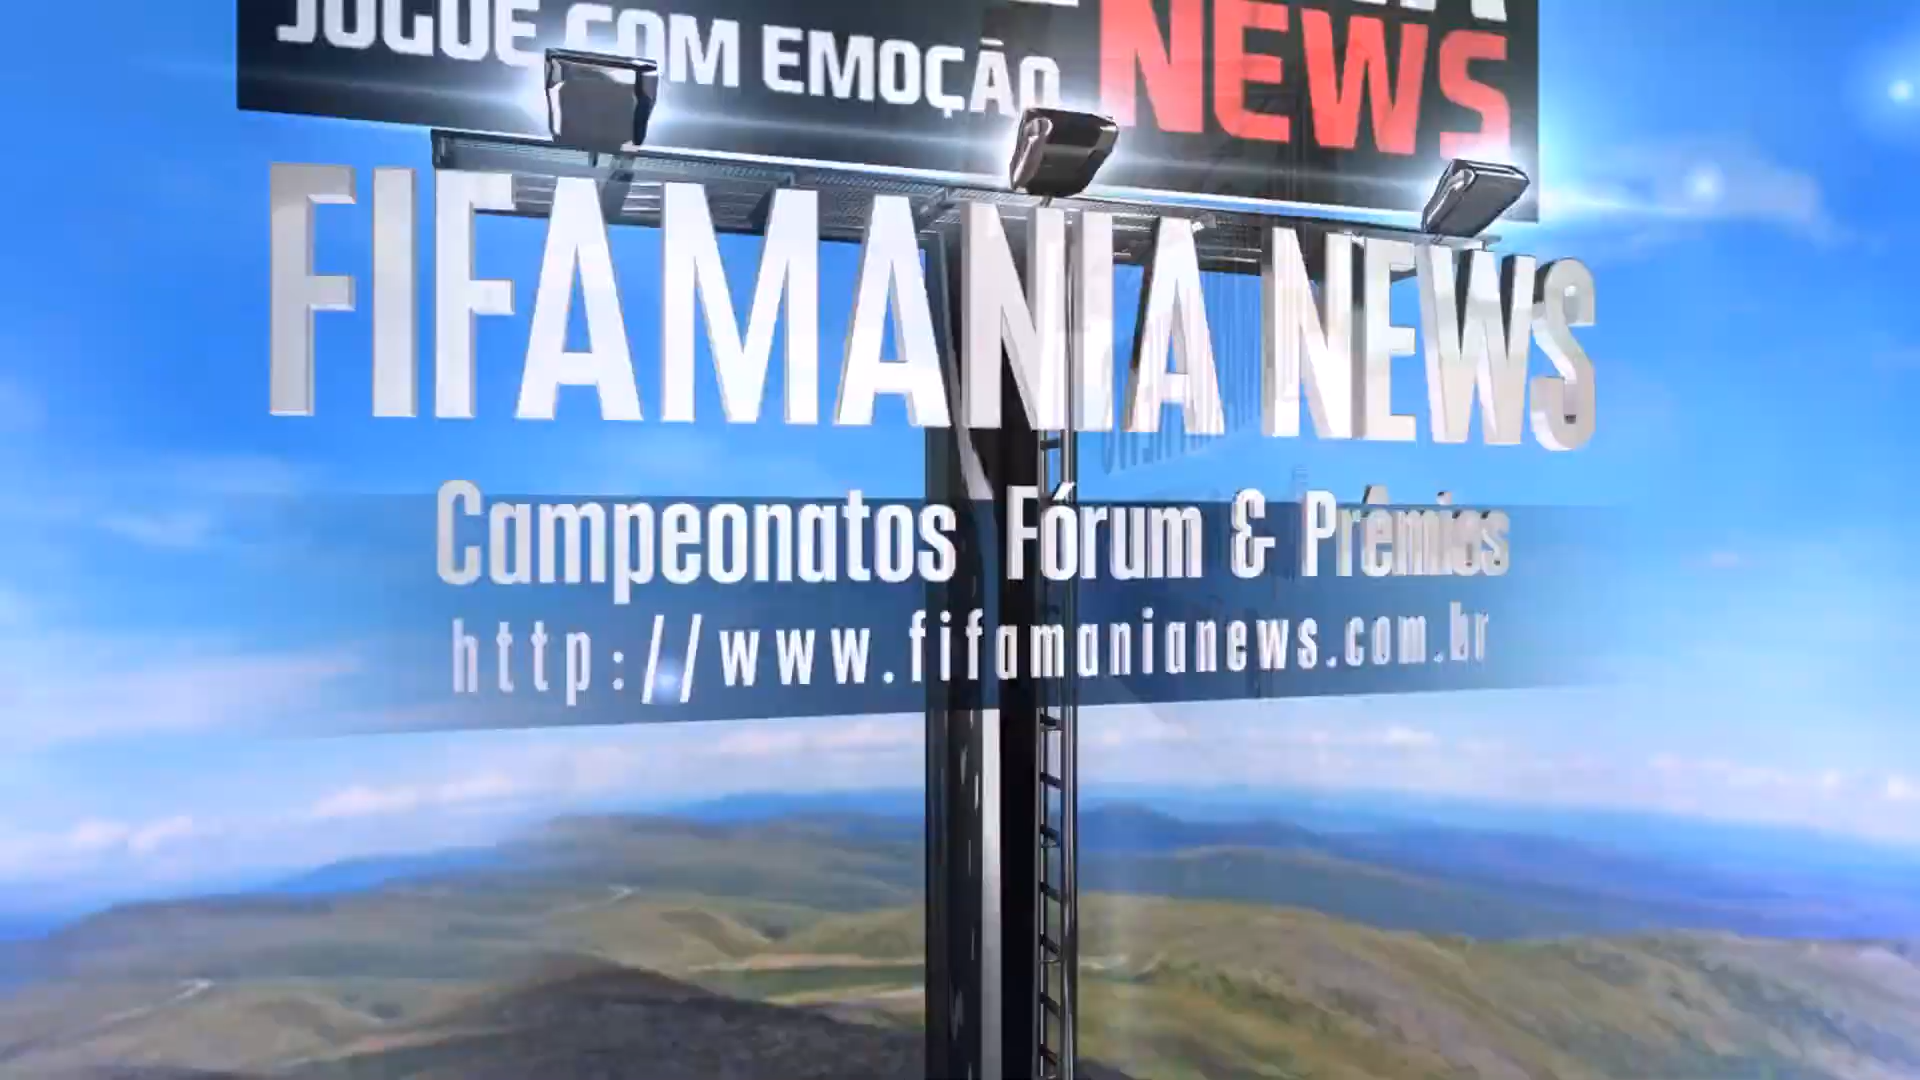 JOGUE COM EMOÇÃO NEWS
FIFAMANIA NEWS
Campeonatos Fórum & Prêmios
http://www.fifamanianews.com.br